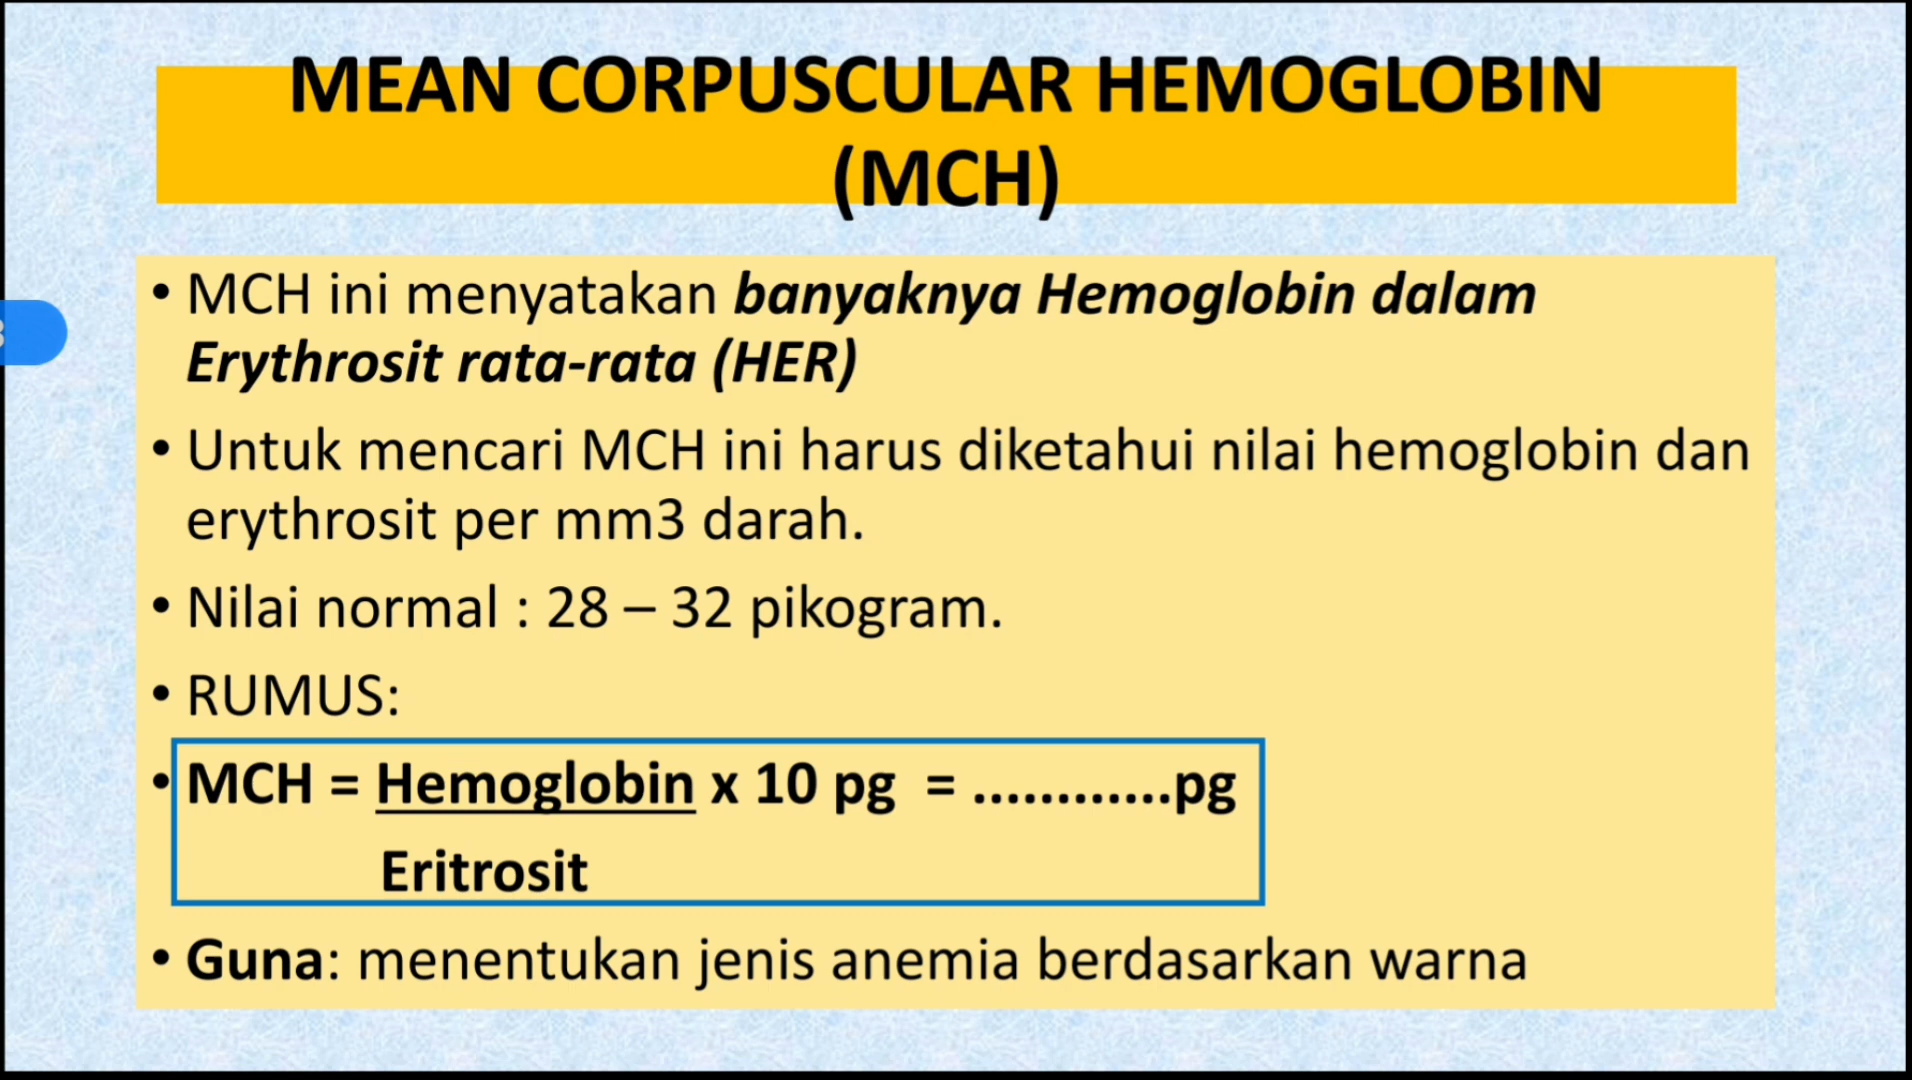 MEAN CORPUSCULAR HEMOGLOBIN
(MCH)
• MCH ini menyatakan banyaknya Hemoglobin dalam
Erythrosit rata-rata (HER)
• Untuk mencari MCH ini harus diketahui nilai hemoglobin dan
erythrosit per mm3 darah.
• Nilai normal : 28 – 32 pikogram.
• RUMUS:
• MCH = Hemoglobin x 10 pg = ............pg
Eritrosit
• Guna: menentukan jenis anemia berdasarkan warna